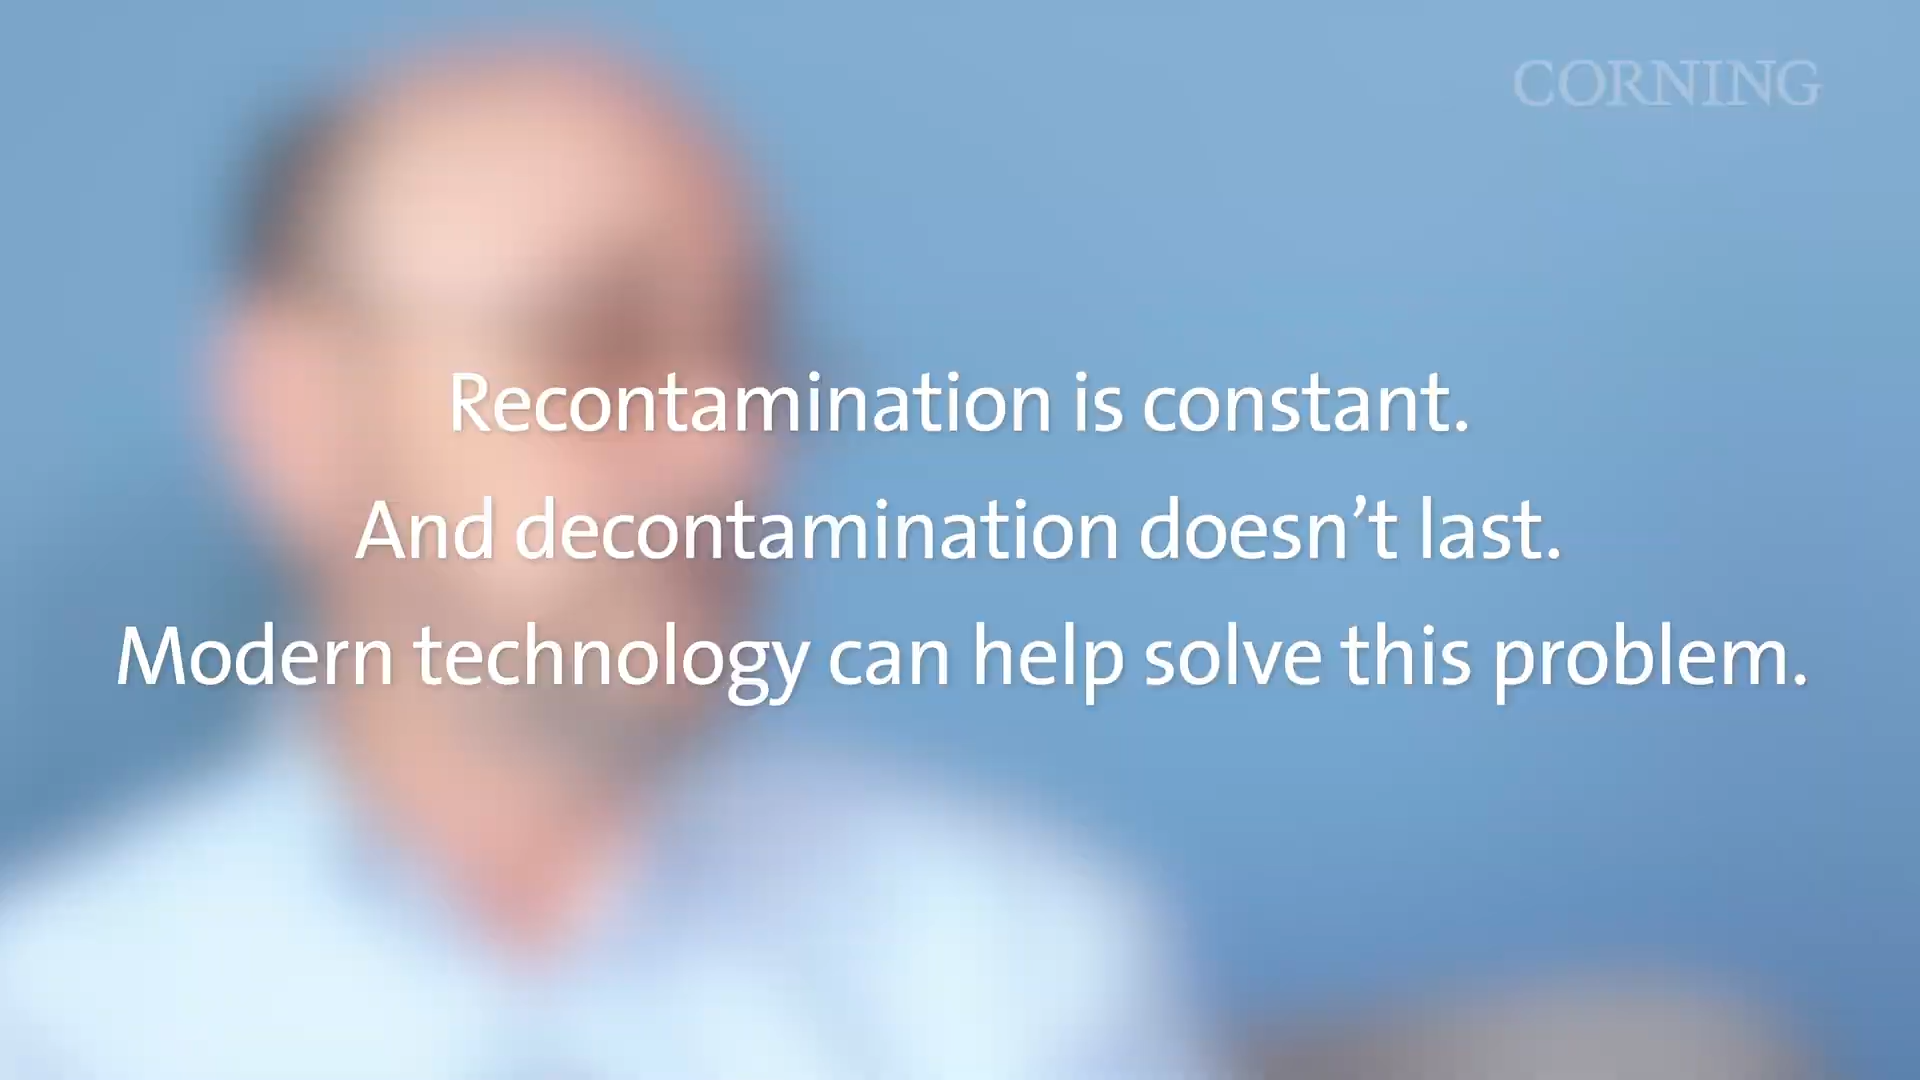 CORNING
Recontamination is constant.
And decontamination doesn’t last.
Modern technology can help solve this problem.